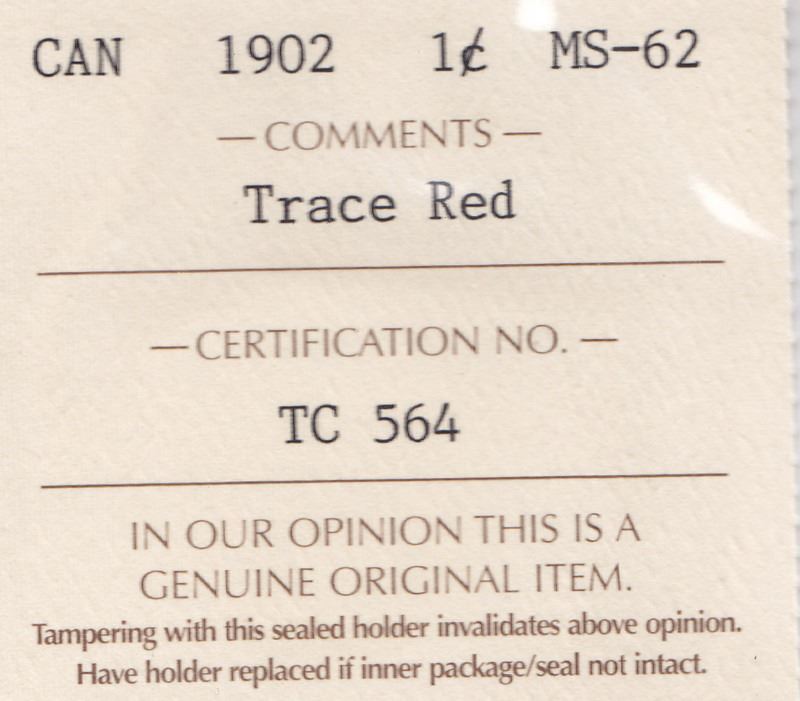 CAN 1902 1¢ MS-62
— COMMENTS —
Trace Red
— CERTIFICATION NO. —
TC 564
IN OUR OPINION THIS IS A
GENUINE ORIGINAL ITEM.
Tampering with this sealed holder invalidates above opinion.
Have holder replaced if inner package/seal not intact.